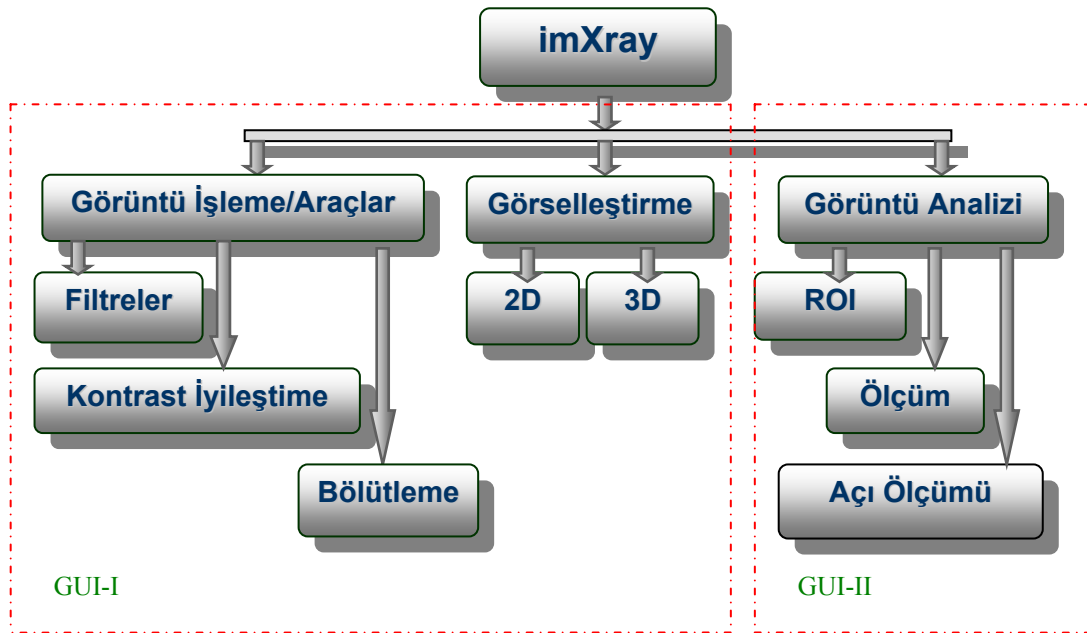 imXray
Görüntü İşleme/Araçlar
Görselleştirme
Görüntü Analizi
Filtreler
2D
3D
ROI
Kontrast İyileştime
Ölçüm
Bölütleme
Açı Ölçümü
GUI-I
GUI-II